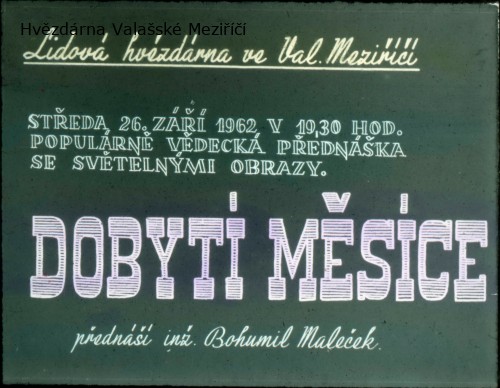 Hvězdárna Valašské Meziříčí
Lidová hvězdárna ve Val. Meziříčí
STŘEDA 26. ZÁŘÍ 1962 V 19,30 HOD.
POPULÁRNĚ VĚDECKÁ PŘEDNÁŠKA
SE SVĚTELNÝMI OBRAZY.
DOBYTÍ MĚSÍCE
přednáší inž. Bohumil Maleček.